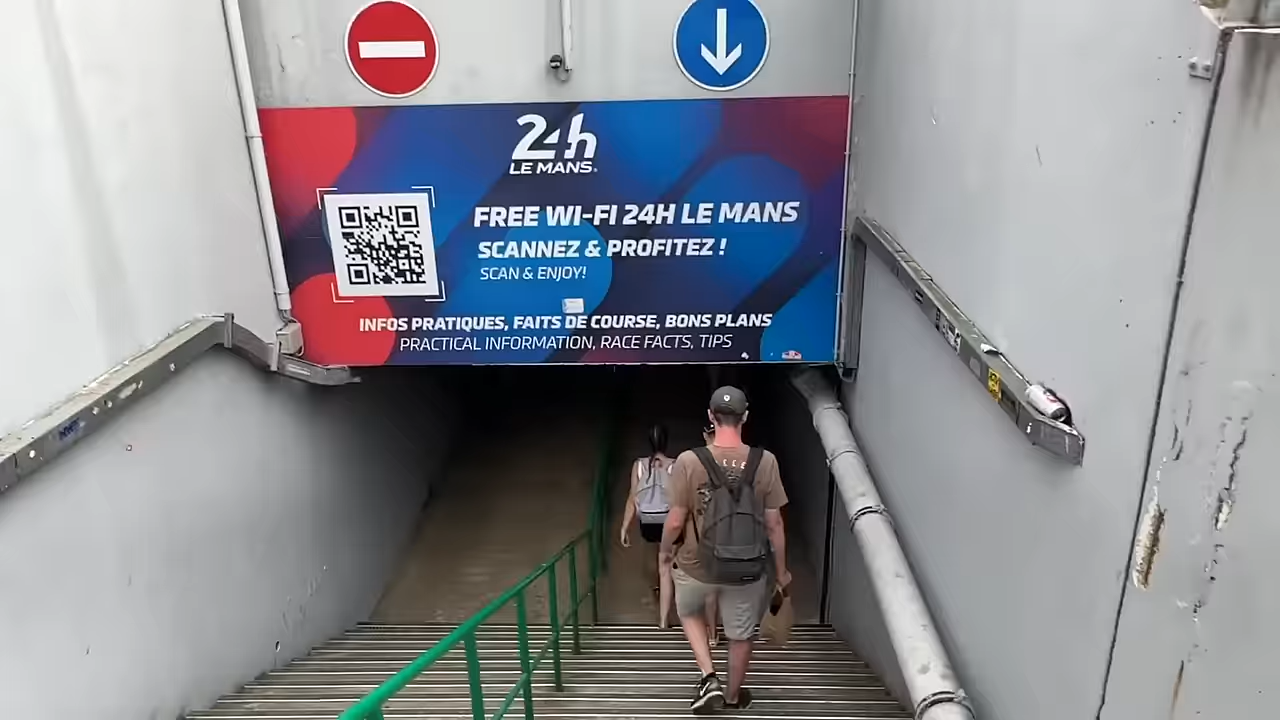 24h
LE MANS
FREE WI-FI 24H LE MANS
SCANNEZ & PROFITEZ !
SCAN & ENJOY!
INFOS PRATIQUES, FAITS DE COURSE, BONS PLANS
PRACTICAL INFORMATION, RACE FACTS, TIPS